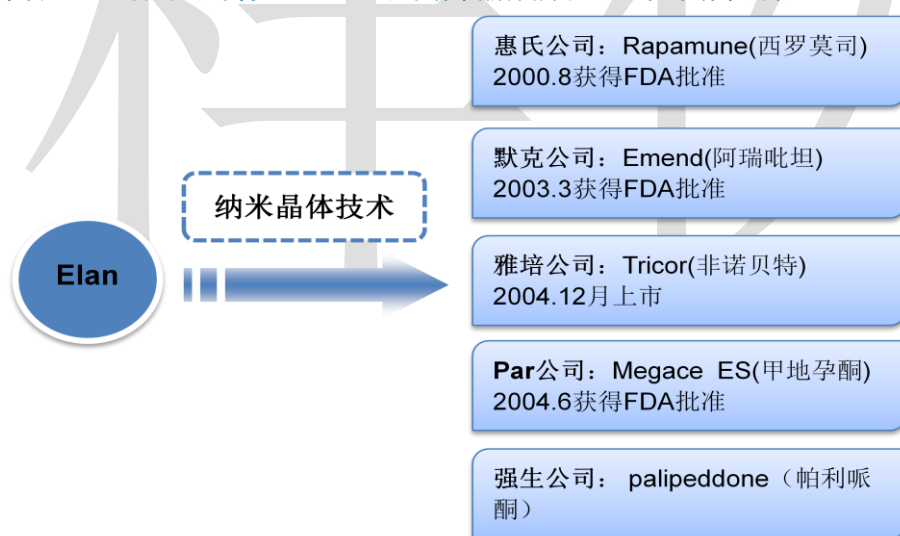 Elan
纳米晶体技术
惠氏公司：Rapamune(西罗莫司)
2000.8获得FDA批准
默克公司：Emend(阿瑞吡坦)
2003.3获得FDA批准
雅培公司：Tricor(非诺贝特)
2004.12月上市
Par公司：Megace ES(甲地孕酮)
2004.6获得FDA批准
强生公司： palipeddone（帕利哌
酮）